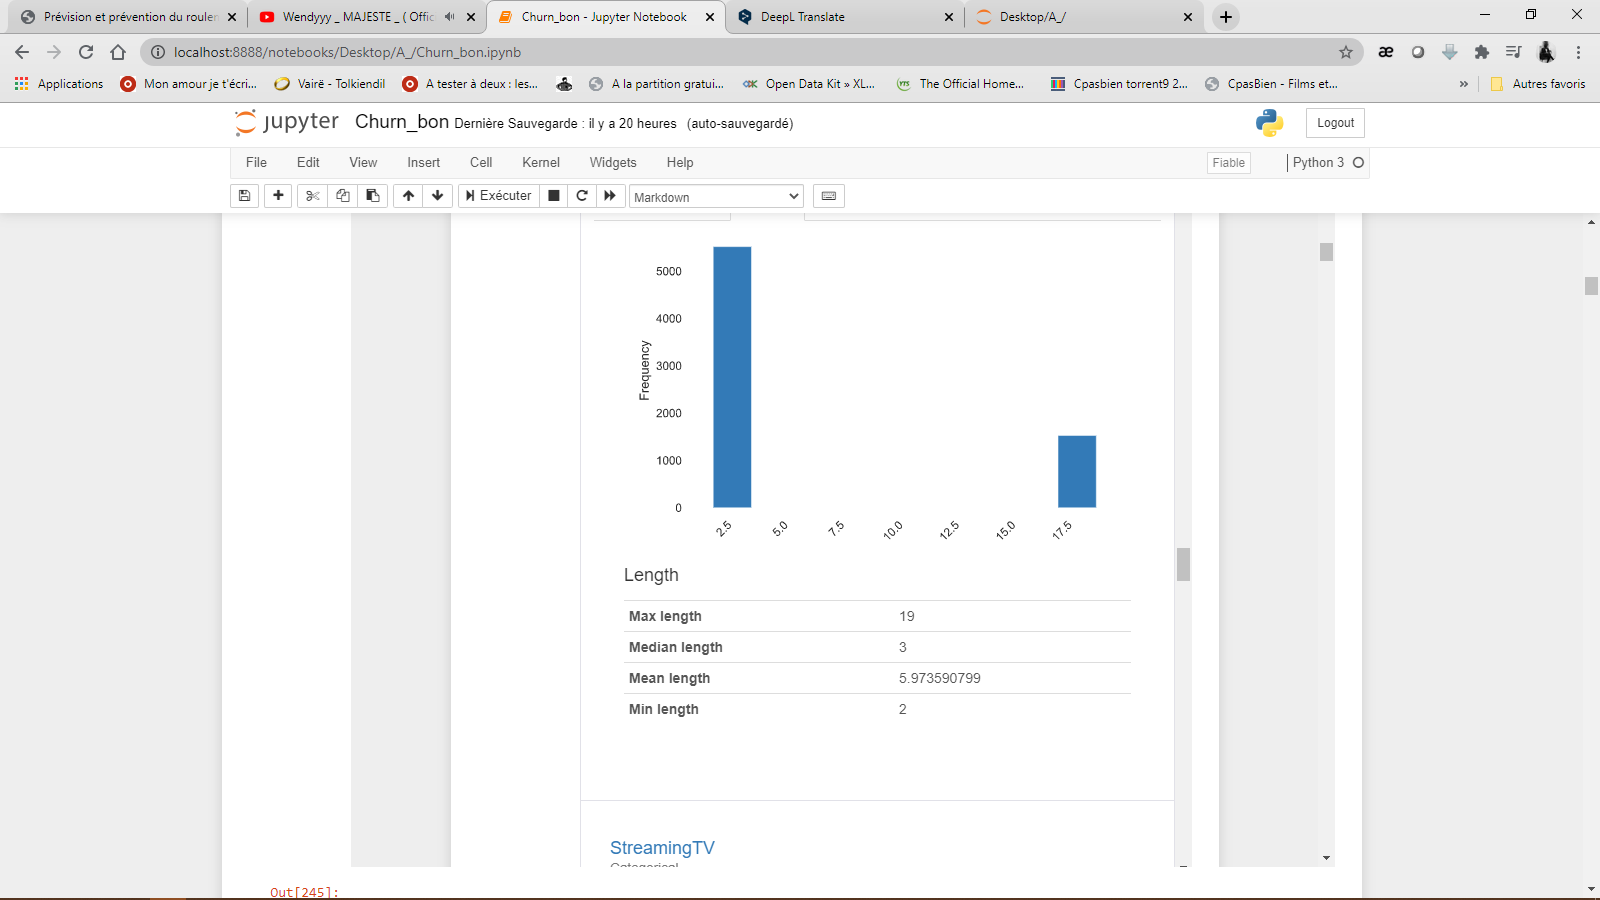 Prévision et prévention du rouler
Wendyyy _ MAJESTE _ ( Offic
Churn_bon - Jupyter Notebook
DeepL Translate
Desktop/A_/
localhost:8888/notebooks/Desktop/A_/Churn_bon.ipynb
Applications
Mon amour je t'écri...
Vairë - Tolkiendil
A tester à deux : les...
A la partition gratui...
Open Data Kit » XL...
The Official Home...
Cpasbien torrent9 2...
CpasBien - Films et...
»
Autres favoris
jupyter Churn_bon Dernière Sauvegarde : il y a 20 heures (auto-sauvegardé)
Logout
File Edit View Insert Cell Kernel Widgets Help
Fiable
Python 3
Exécuter
Markdown
5000
4000
3000
2000
1000
0
Frequency
2.5 5.0 7.5 10.0 12.5 15.0 17.5
Length
Max length 19
Median length 3
Mean length 5.973590799
Min length 2
StreamingTV
Categorical
Out[245]: